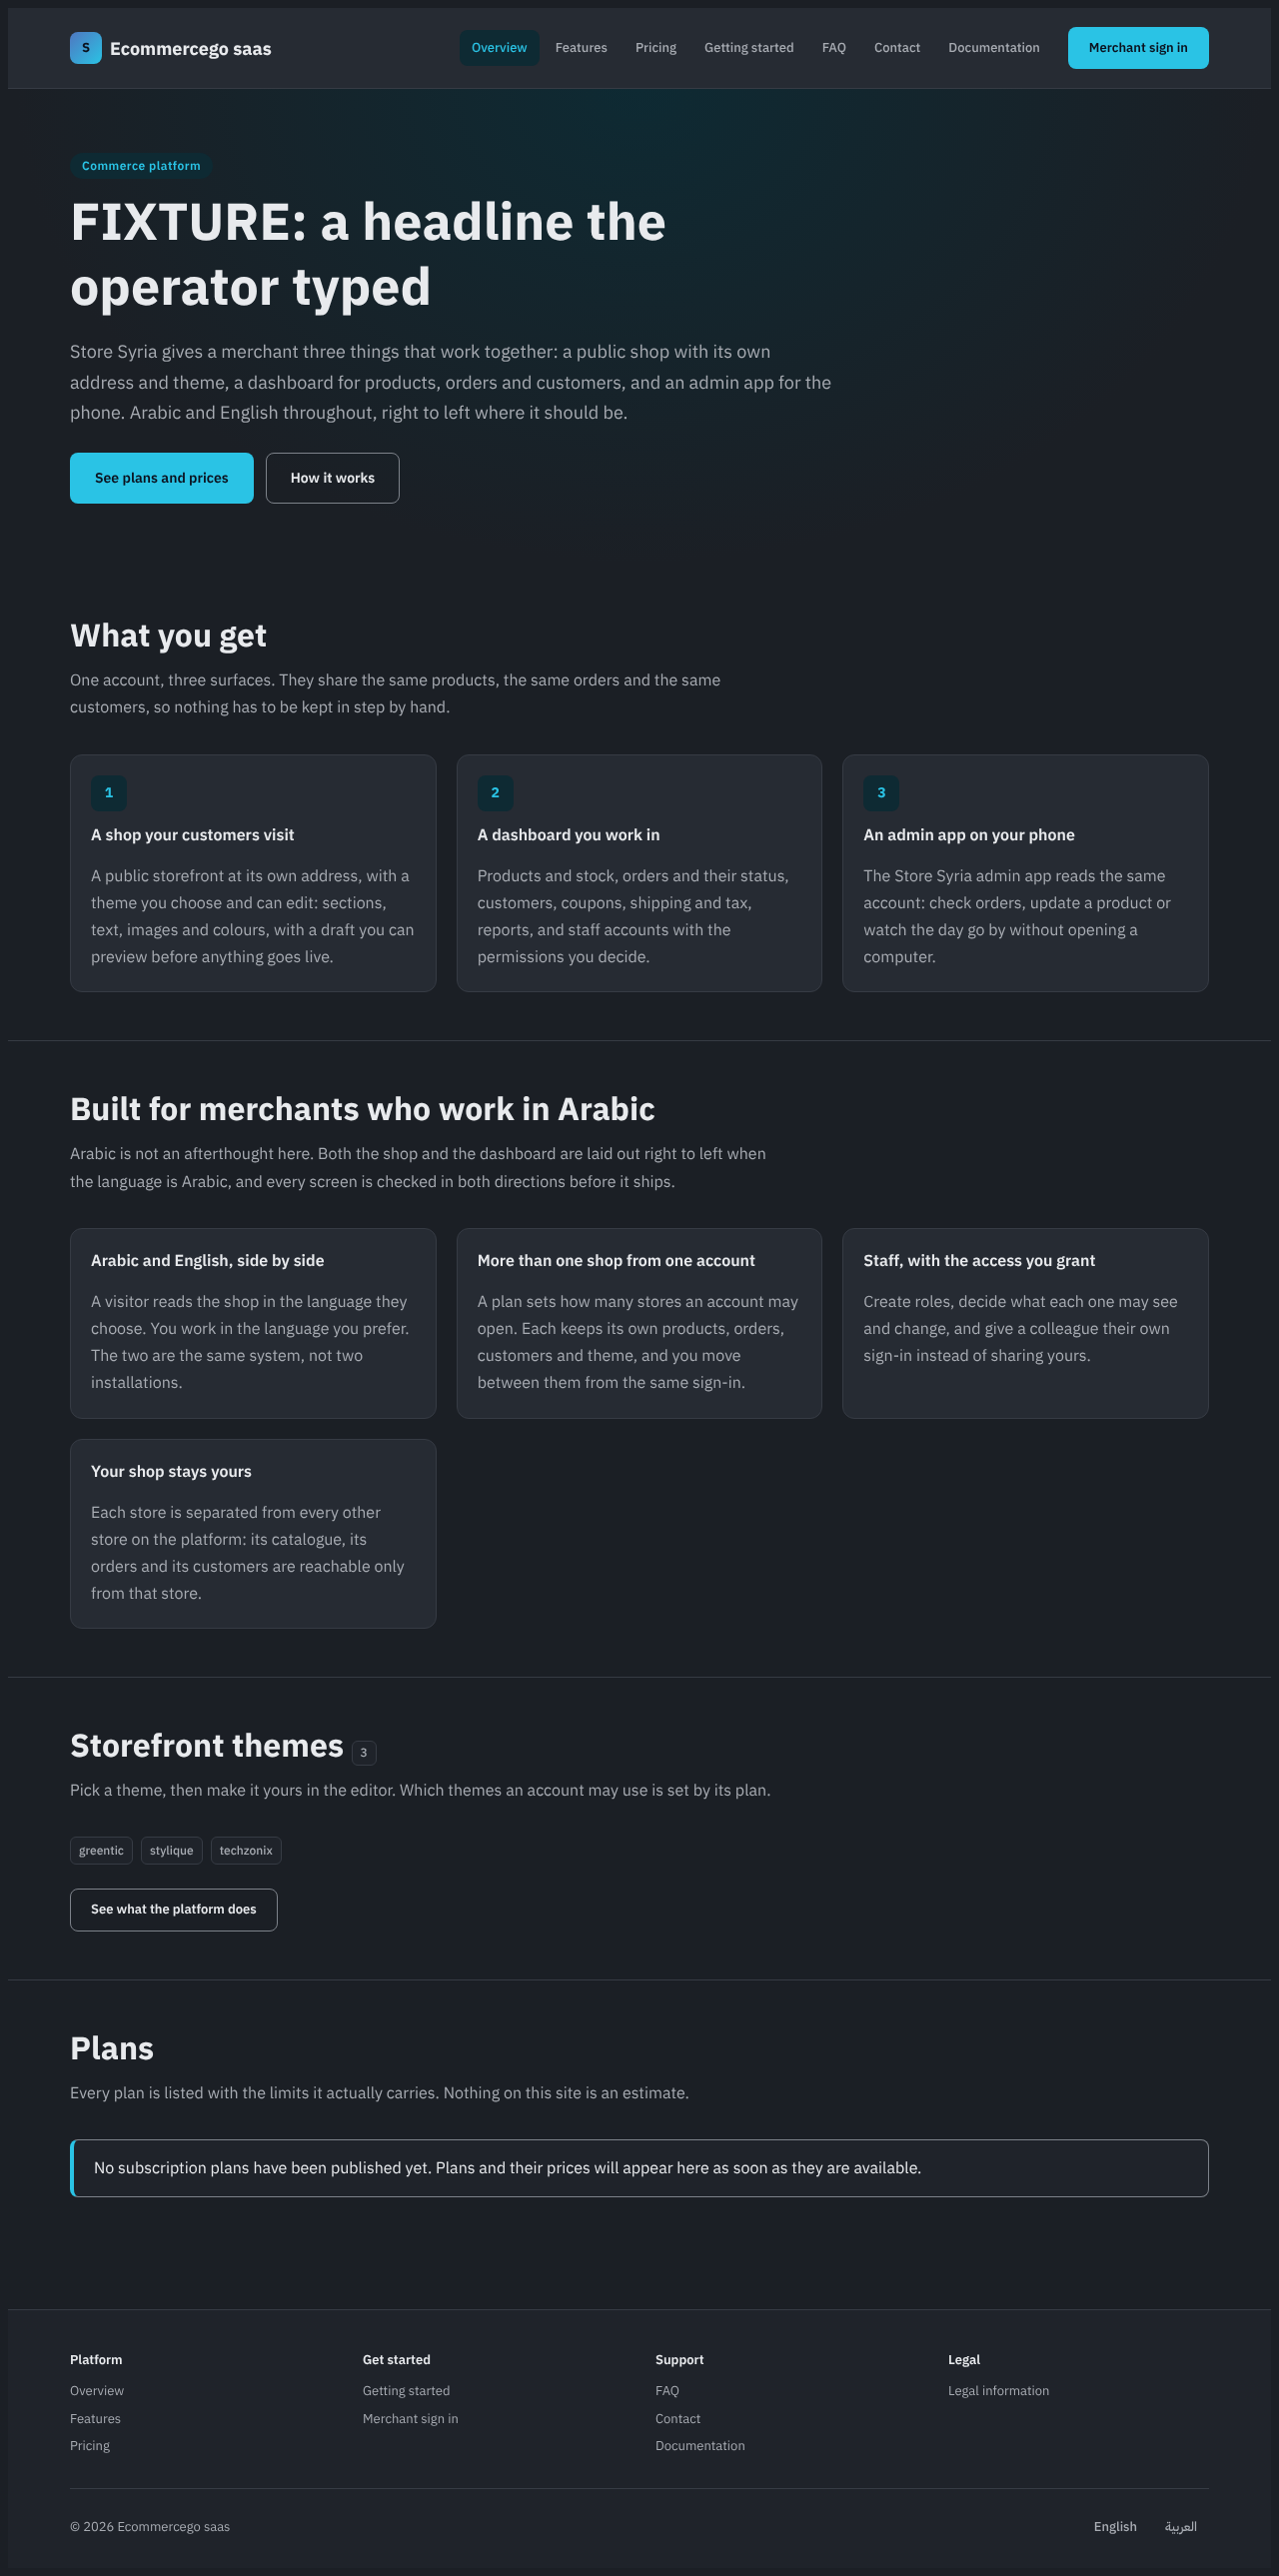 S Ecommercego saas
Overview Features Pricing Getting started FAQ Contact Documentation Merchant sign in
Commerce platform
FIXTURE: a headline the
operator typed
Store Syria gives a merchant three things that work together: a public shop with its own
address and theme, a dashboard for products, orders and customers, and an admin app for the
phone. Arabic and English throughout, right to left where it should be.
See plans and prices How it works
What you get
One account, three surfaces. They share the same products, the same orders and the same
customers, so nothing has to be kept in step by hand.
1
A shop your customers visit
A public storefront at its own address, with a
theme you choose and can edit: sections,
text, images and colours, with a draft you can
preview before anything goes live.
2
A dashboard you work in
Products and stock, orders and their status,
customers, coupons, shipping and tax,
reports, and staff accounts with the
permissions you decide.
3
An admin app on your phone
The Store Syria admin app reads the same
account: check orders, update a product or
watch the day go by without opening a
computer.
Built for merchants who work in Arabic
Arabic is not an afterthought here. Both the shop and the dashboard are laid out right to left when
the language is Arabic, and every screen is checked in both directions before it ships.
Arabic and English, side by side
A visitor reads the shop in the language they
choose. You work in the language you prefer.
The two are the same system, not two
installations.
More than one shop from one account
A plan sets how many stores an account may
open. Each keeps its own products, orders,
customers and theme, and you move
between them from the same sign-in.
Staff, with the access you grant
Create roles, decide what each one may see
and change, and give a colleague their own
sign-in instead of sharing yours.
Your shop stays yours
Each store is separated from every other
store on the platform: its catalogue, its
orders and its customers are reachable only
from that store.
Storefront themes 3
Pick a theme, then make it yours in the editor. Which themes an account may use is set by its plan.
greentic stylique techzonix
See what the platform does
Plans
Every plan is listed with the limits it actually carries. Nothing on this site is an estimate.
No subscription plans have been published yet. Plans and their prices will appear here as soon as they are available.
Platform
Overview
Features
Pricing
Get started
Getting started
Merchant sign in
Support
FAQ
Contact
Documentation
Legal
Legal information
© 2026 Ecommercego saas
English العربية